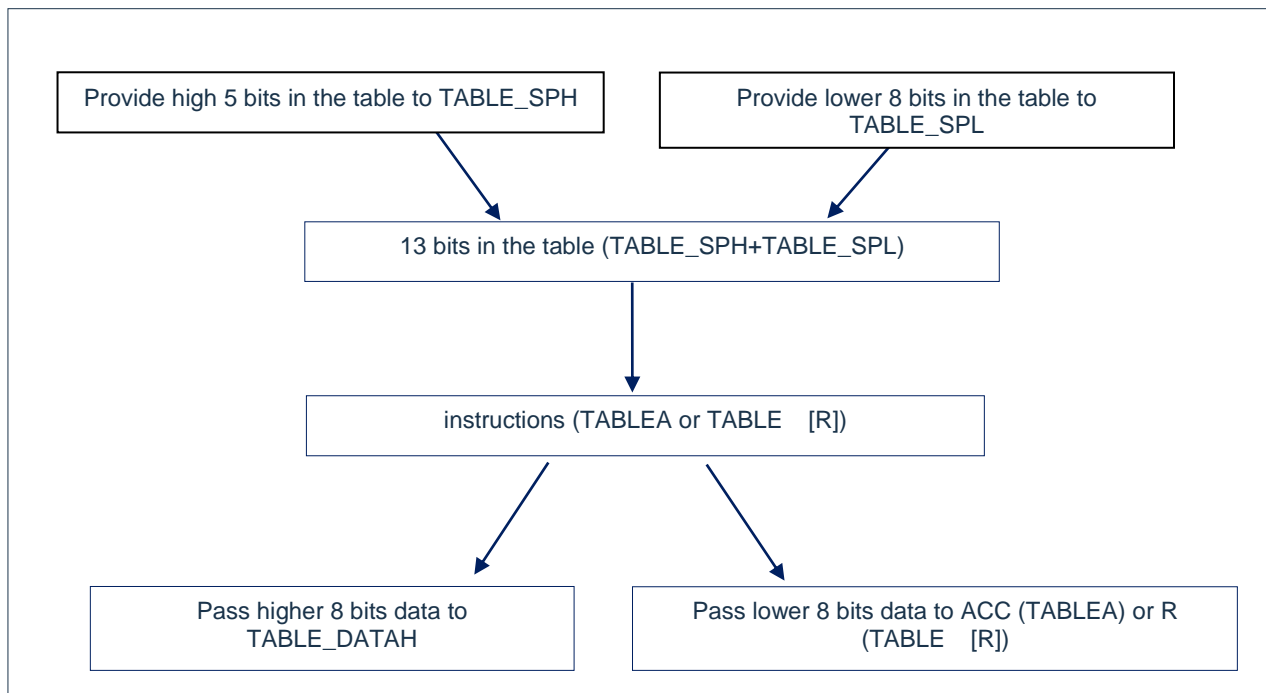 Provide high 5 bits in the table to TABLE_SPH
Provide lower 8 bits in the table to
TABLE_SPL
13 bits in the table (TABLE_SPH+TABLE_SPL)
instructions (TABLEA or TABLE [R])
Pass higher 8 bits data to
TABLE_DATAH
Pass lower 8 bits data to ACC (TABLEA) or R
(TABLE [R])